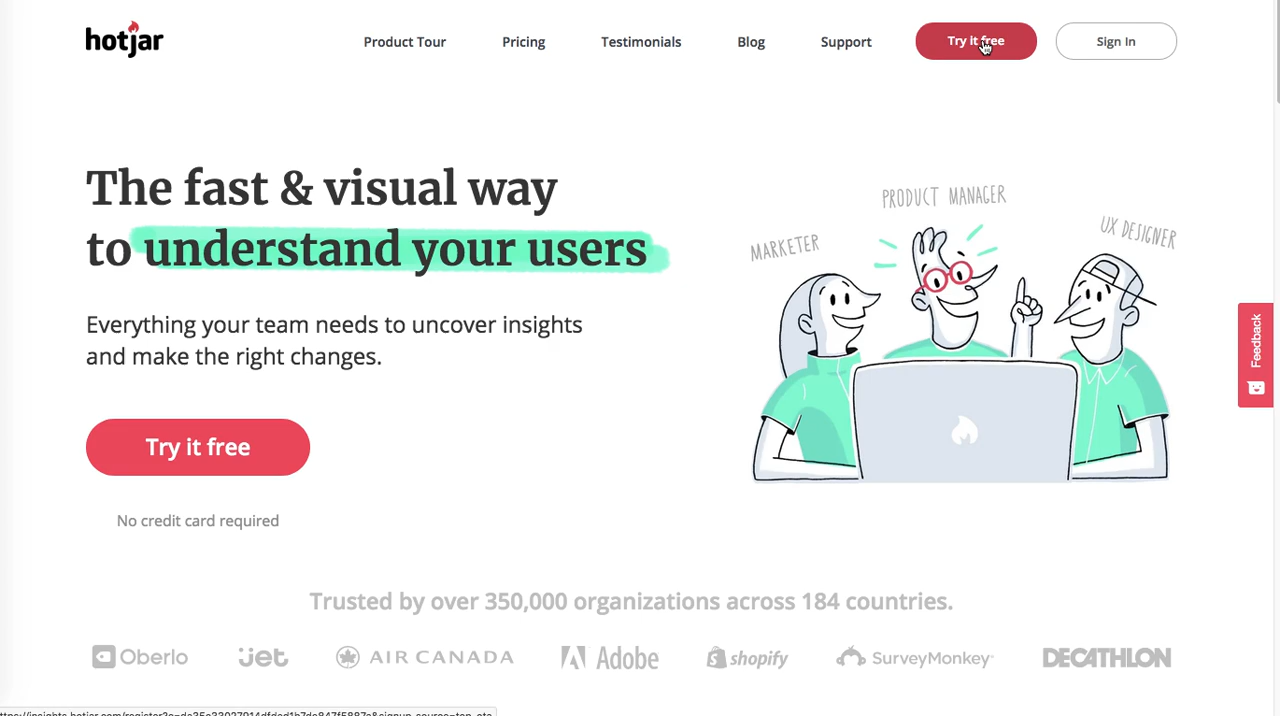 hotjar
Product Tour
Pricing
Testimonials
Blog
Support
Try it free
Sign In
The fast & visual way
to understand your users
Everything your team needs to uncover insights
and make the right changes.
Try it free
No credit card required
MARKETER
PRODUCT MANAGER
UX DESIGNER
Feedback
Trusted by over 350,000 organizations across 184 countries.
Oberlo
jet
AIR CANADA
Adobe
shopify
SurveyMonkey
DECATHLON